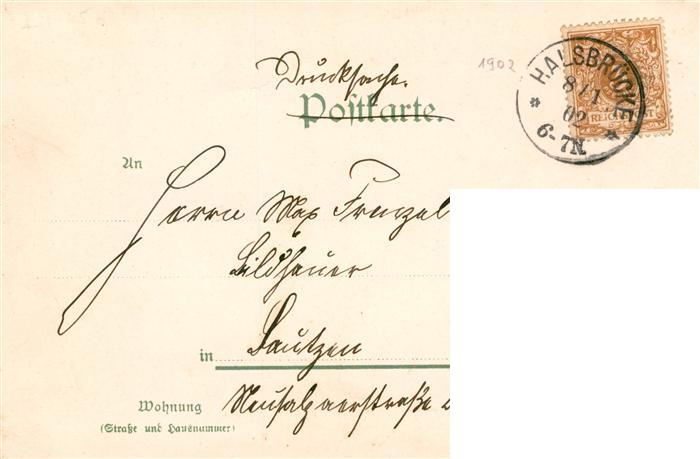 1902
HALSBRÜCKE
8/1
02
6-7N.
REICHSPOST
Drucksache.
Postkarte.
An
Herrn Max Frenzel
Bildhauer
in Bautzen
Wohnung Neusalzaerstraße
(Straße und Hausnummer)